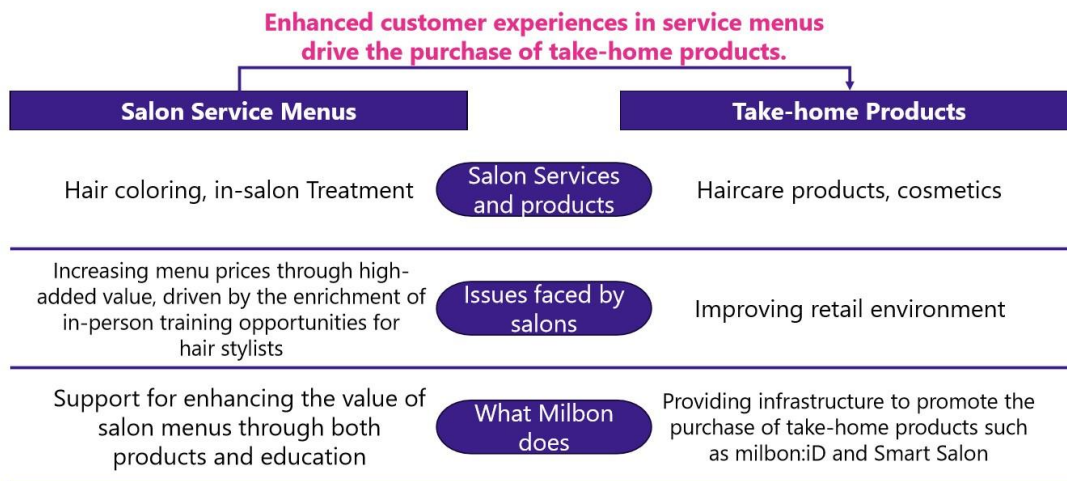 Enhanced customer experiences in service menus
drive the purchase of take-home products.
Salon Service Menus
Take-home Products
Hair coloring, in-salon Treatment
Salon Services
and products
Haircare products, cosmetics
Increasing menu prices through high-
added value, driven by the enrichment of
in-person training opportunities for
hair stylists
Issues faced by
salons
Improving retail environment
Support for enhancing the value of
salon menus through both
products and education
What Milbon
does
Providing infrastructure to promote the
purchase of take-home products such
as milbon:iD and Smart Salon